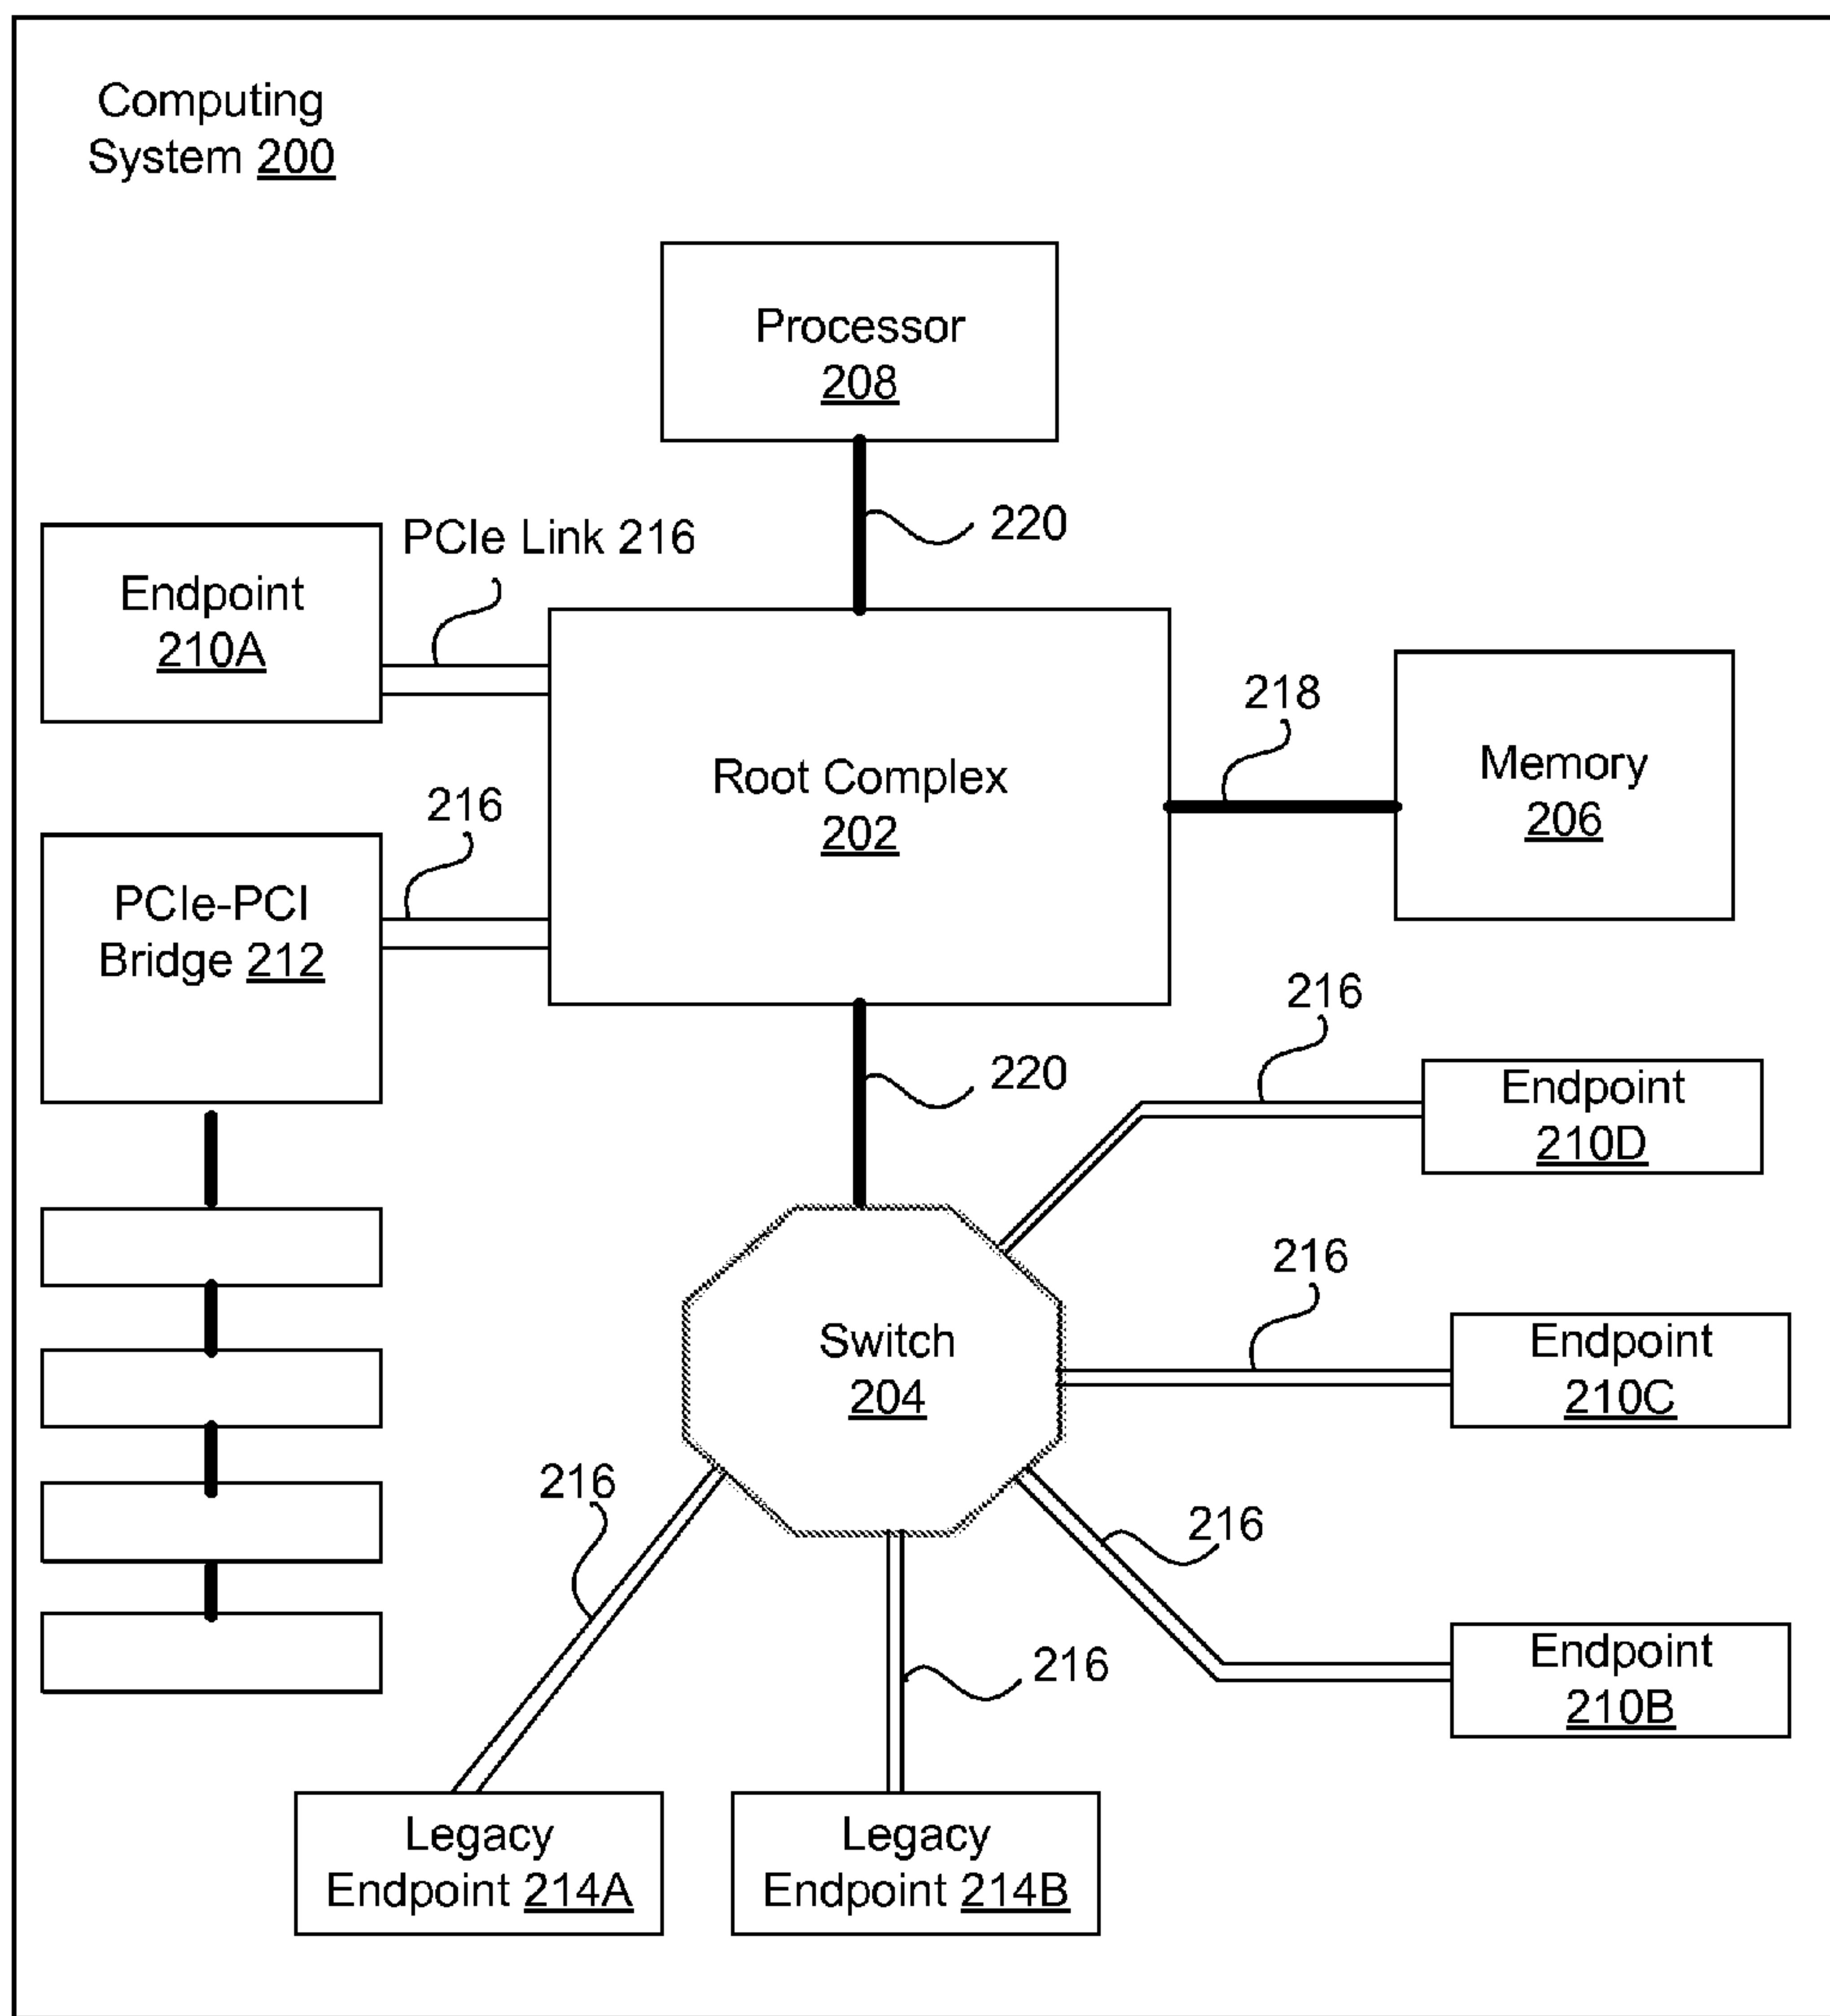 Computing
System 200
Processor
208
220
PCIe Link 216
Endpoint
210A
Root Complex
202
218
Memory
206
216
PCIe-PCI
Bridge 212
220
216
Endpoint
210D
216
Endpoint
210C
Switch
204
216
216
Endpoint
210B
216
Legacy
Endpoint 214A
Legacy
Endpoint 214B